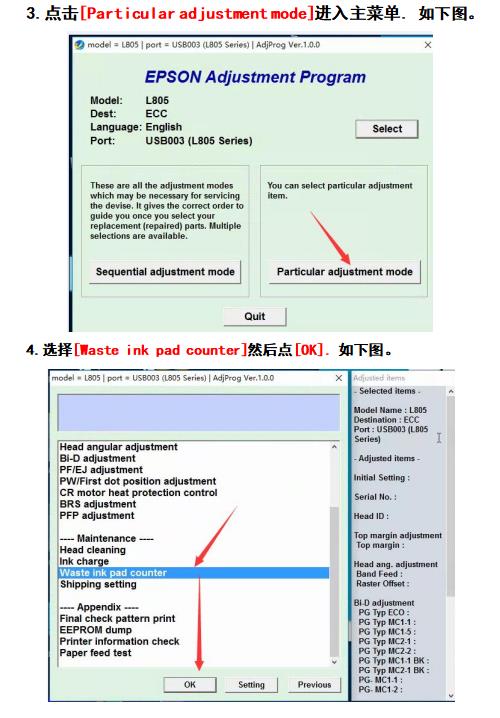 3.点击[Particular adjustment mode]进入主菜单. 如下图。
model = L805 | port = USB003 (L805 Series) | AdjProg Ver.1.0.0
EPSON Adjustment Program
Model: L805
Dest: ECC
Language: English
Port: USB003 (L805 Series)
Select
These are all the adjustment modes
which may be necessary for servicing
the devise. It gives the correct order to
guide you once you select your
replacement (repaired) parts. Multiple
selections are available.
Sequential adjustment mode
You can select particular adjustment
item.
Particular adjustment mode
Quit
4.选择[Waste ink pad counter]然后点[OK]. 如下图。
model = L805 | port = USB003 (L805 Series) | AdjProg Ver.1.0.0
Head angular adjustment
Bi-D adjustment
PF/EJ adjustment
PW/First dot position adjustment
CR motor heat protection control
BRS adjustment
PFP adjustment
---- Maintenance ----
Head cleaning
Ink charge
Waste ink pad counter
Shipping setting
---- Appendix ----
Final check pattern print
EEPROM dump
Printer information check
Paper feed test
OK
Setting
Previous
Adjusted items
- Selected items -
Model Name : L805
Destination : ECC
Port : USB003 (L805
Series)
- Adjusted items -
Initial Setting :
Serial No. :
Head ID :
Top margin adjustment
Top margin :
Head ang. adjustment
Band Feed :
Raster Offset :
Bi-D adjustment
PG Typ ECO :
PG Typ MC1-1 :
PG Typ MC1-5 :
PG Typ MC2-1 :
PG Typ MC2-2 :
PG Typ MC1-1 BK :
PG Typ MC2-1 BK :
PG- MC1-1 :
PG- MC1-2 :